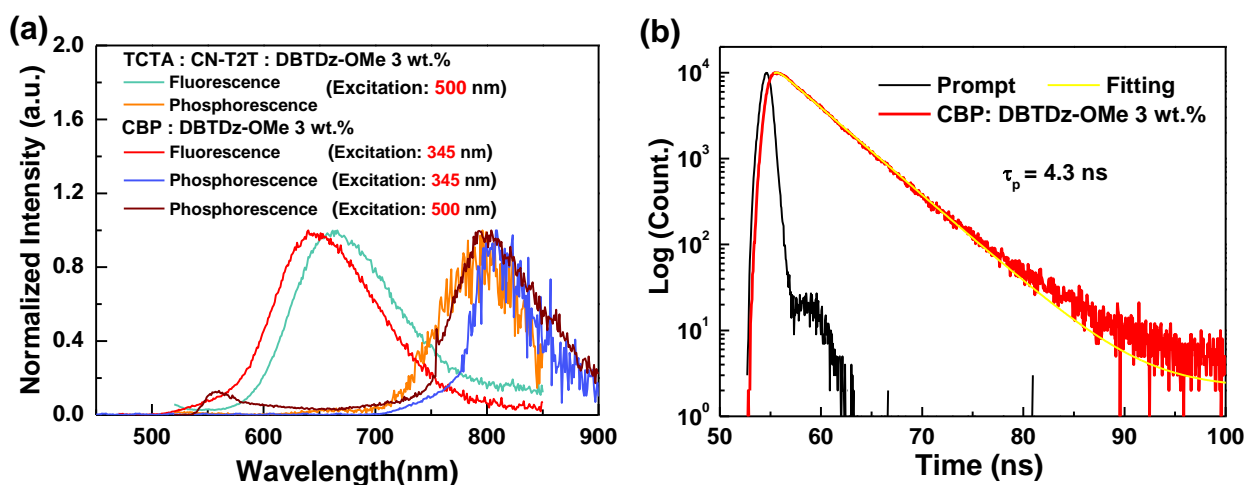 (a)
2.0
1.6
1.2
0.8
0.4
0.0
Normalized Intensity (a.u.)
TCTA : CN-T2T : DBTDz-OMe 3 wt.%
Fluorescence (Excitation: 500 nm)
Phosphorescence
CBP : DBTDz-OMe 3 wt.%
Fluorescence (Excitation: 345 nm)
Phosphorescence (Excitation: 345 nm)
Phosphorescence (Excitation: 500 nm)
500 600 700 800 900
Wavelength(nm)
(b)
10⁴
10³
10²
10¹
10⁰
Log (Count.)
Prompt Fitting
CBP: DBTDz-OMe 3 wt.%
τₚ = 4.3 ns
50 60 70 80 90 100
Time (ns)